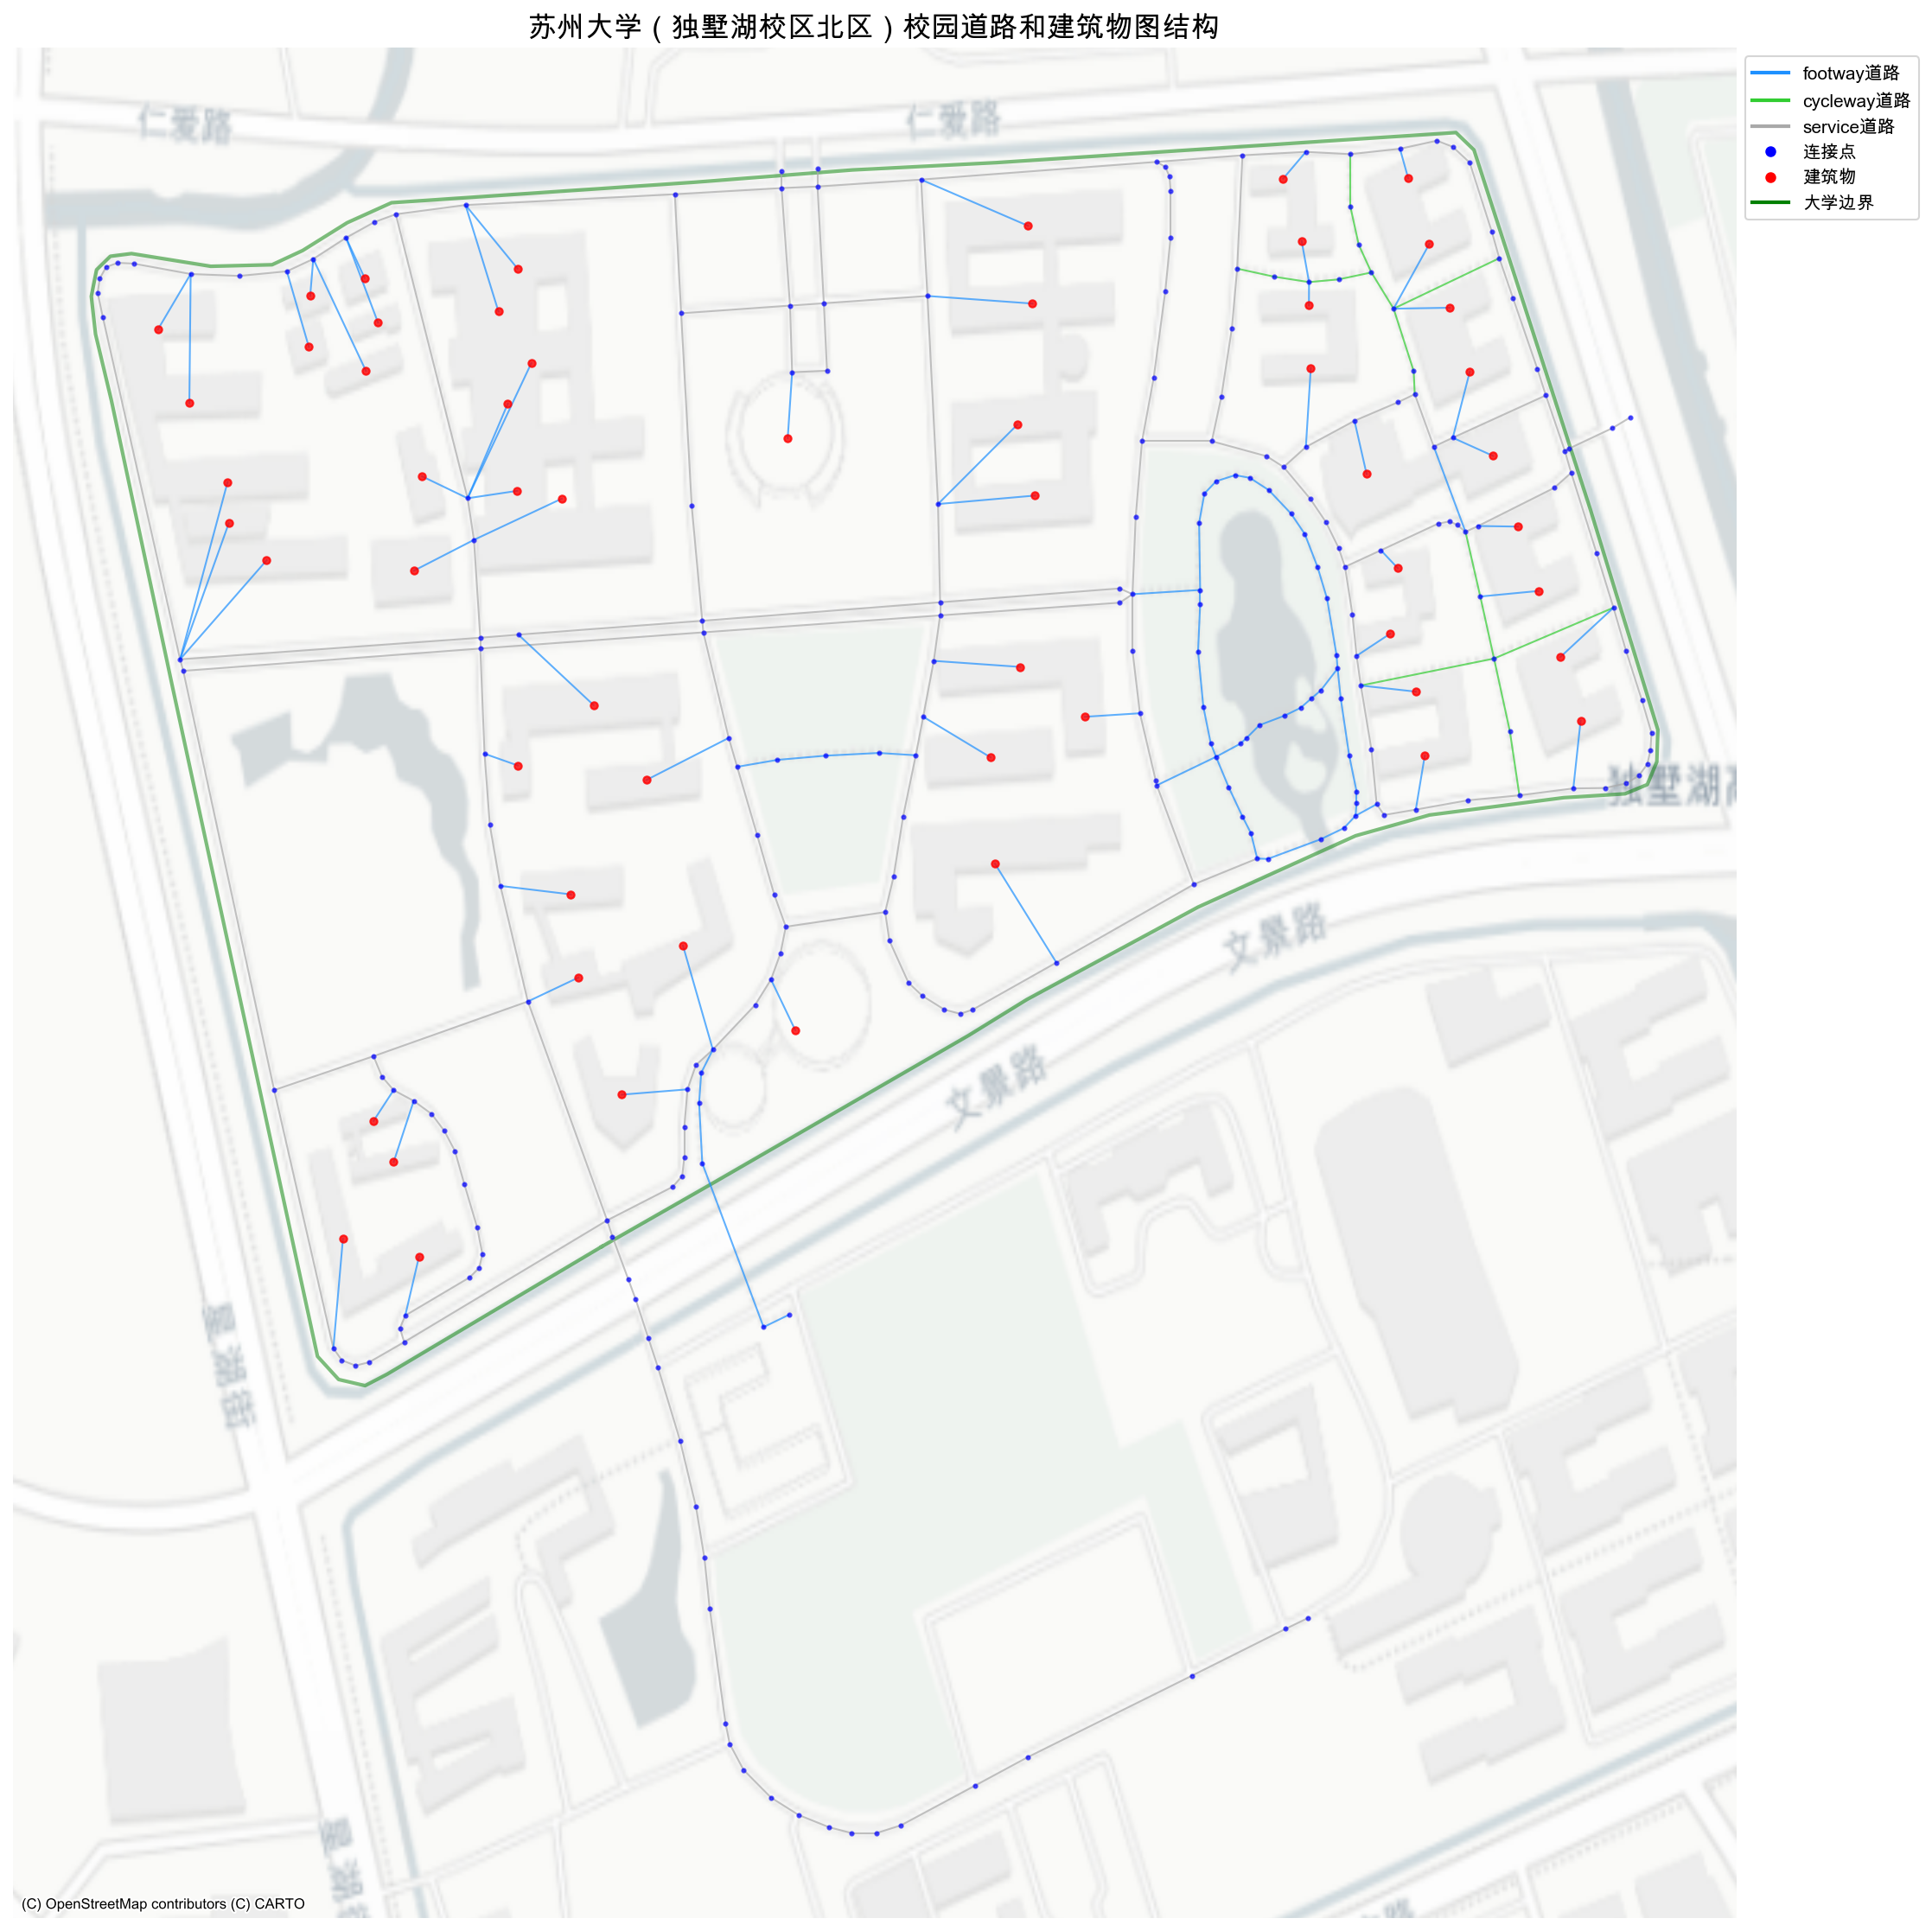 苏州大学（独墅湖校区北区）校园道路和建筑物图结构
footway道路
cycleway道路
service道路
连接点
建筑物
大学边界
仁爱路
仁爱路
独墅湖高
文景路
文景路
星湖街
星湖街
(C) OpenStreetMap contributors (C) CARTO